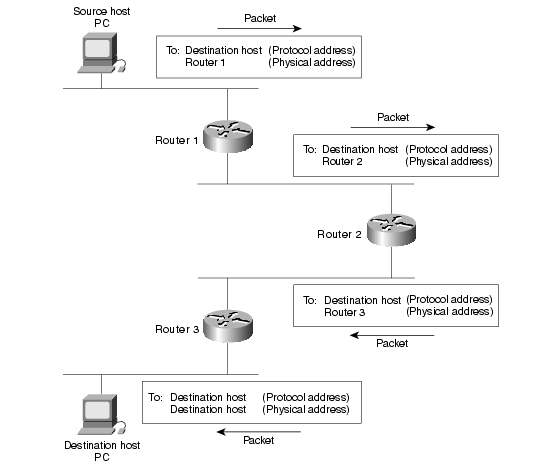 Source host
PC
Packet
To: Destination host (Protocol address)
Router 1 (Physical address)
Router 1
Packet
To: Destination host (Protocol address)
Router 2 (Physical address)
Router 2
To: Destination host (Protocol address)
Router 3 (Physical address)
Router 3
Packet
To: Destination host (Protocol address)
Destination host (Physical address)
Packet
Destination host
PC